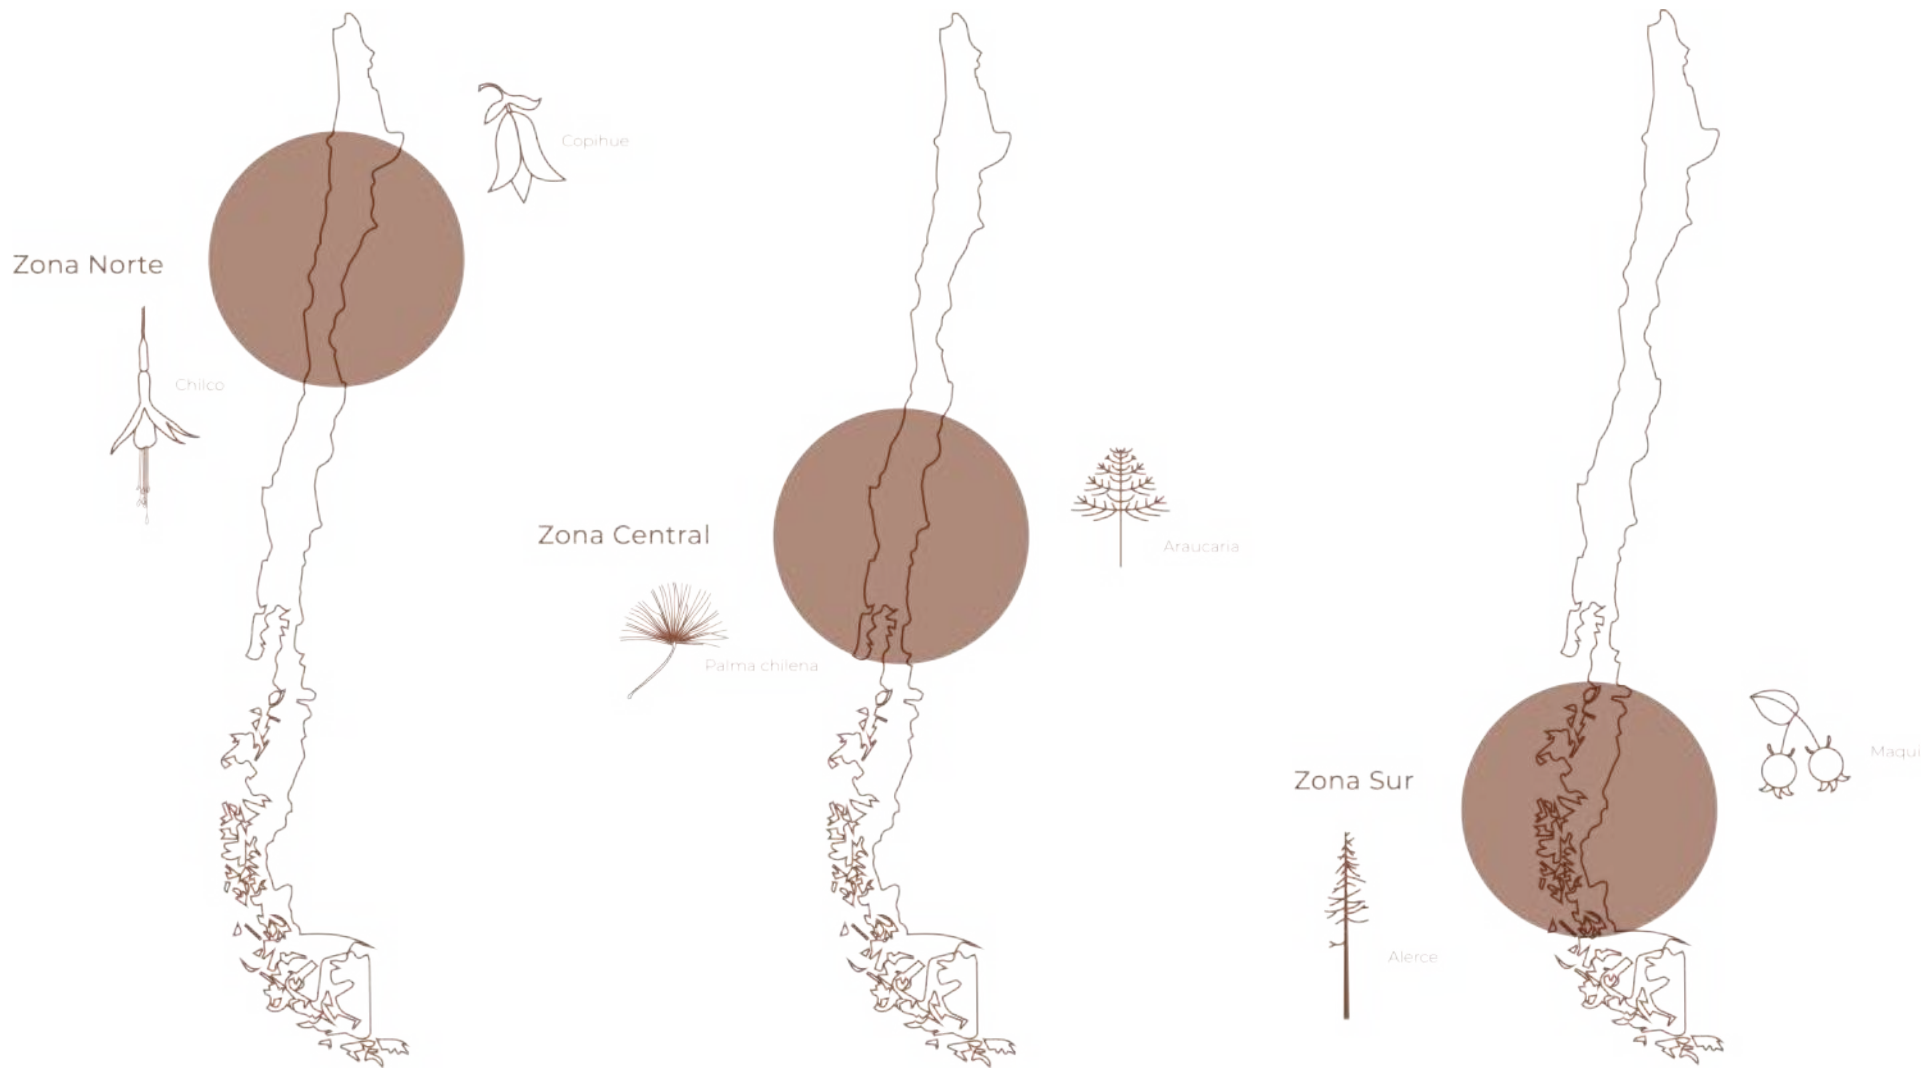 Copihue
Zona Norte
Chilco
Zona Central
Araucaria
Palma chilena
Maqui
Zona Sur
Alerce